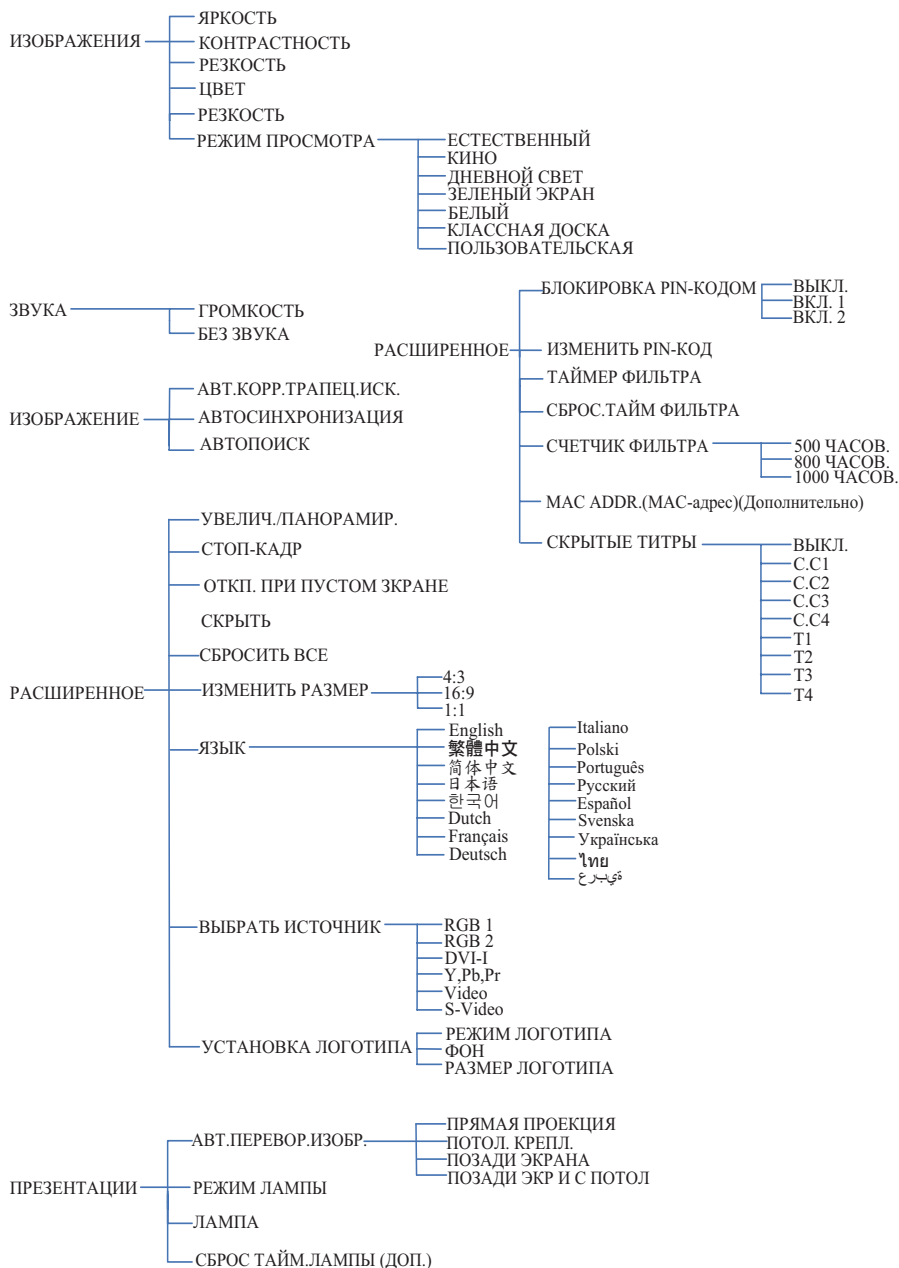 ИЗОБРАЖЕНИЯ
ЯРКОСТЬ
КОНТРАСТНОСТЬ
РЕЗКОСТЬ
ЦВЕТ
РЕЗКОСТЬ
РЕЖИМ ПРОСМОТРА
ЕСТЕСТВЕННЫЙ
КИНО
ДНЕВНОЙ СВЕТ
ЗЕЛЕНЫЙ ЭКРАН
БЕЛЫЙ
КЛАССНАЯ ДОСКА
ПОЛЬЗОВАТЕЛЬСКАЯ
ЗВУКА
ГРОМКОСТЬ
БЕЗ ЗВУКА
ИЗОБРАЖЕНИЕ
АВТ.КОРР.ТРАПЕЦ.ИСК.
АВТОСИНХРОНИЗАЦИЯ
АВТОПОИСК
РАСШИРЕННОЕ
БЛОКИРОВКА PIN-КОДОМ
ВЫКЛ.
ВКЛ. 1
ВКЛ. 2
ИЗМЕНИТЬ PIN-КОД
ТАЙМЕР ФИЛЬТРА
СБРОС.ТАЙМ ФИЛЬТРА
СЧЕТЧИК ФИЛЬТРА
500 ЧАСОВ.
800 ЧАСОВ.
1000 ЧАСОВ.
MAC ADDR.(MAC-адрес)(Дополнительно)
СКРЫТЫЕ ТИТРЫ
ВЫКЛ.
C.C1
C.C2
C.C3
C.C4
T1
T2
T3
T4
РАСШИРЕННОЕ
УВЕЛИЧ./ПАНОРАМИР.
СТОП-КАДР
ОТКП. ПРИ ПУСТОМ ЗКРАНЕ
СКРЫТЬ
СБРОСИТЬ ВСЕ
ИЗМЕНИТЬ РАЗМЕР
4:3
16:9
1:1
ЯЗЫК
English
繁體中文
简体中文
日本语
한국어
Dutch
Français
Deutsch
Italiano
Polski
Português
Русский
Español
Svenska
Українська
ไทย
ةيبرع
ВЫБРАТЬ ИСТОЧНИК
RGB 1
RGB 2
DVI-I
Y,Pb,Pr
Video
S-Video
УСТАНОВКА ЛОГОТИПА
РЕЖИМ ЛОГОТИПА
ФОН
РАЗМЕР ЛОГОТИПА
ПРЕЗЕНТАЦИИ
АВТ.ПЕРЕВОР.ИЗОБР.
ПРЯМАЯ ПРОЕКЦИЯ
ПОТОЛ. КРЕПЛ.
ПОЗАДИ ЭКРАНА
ПОЗАДИ ЭКР И С ПОТОЛ
РЕЖИМ ЛАМПЫ
ЛАМПА
СБРОС ТАЙМ.ЛАМПЫ (ДОП.)